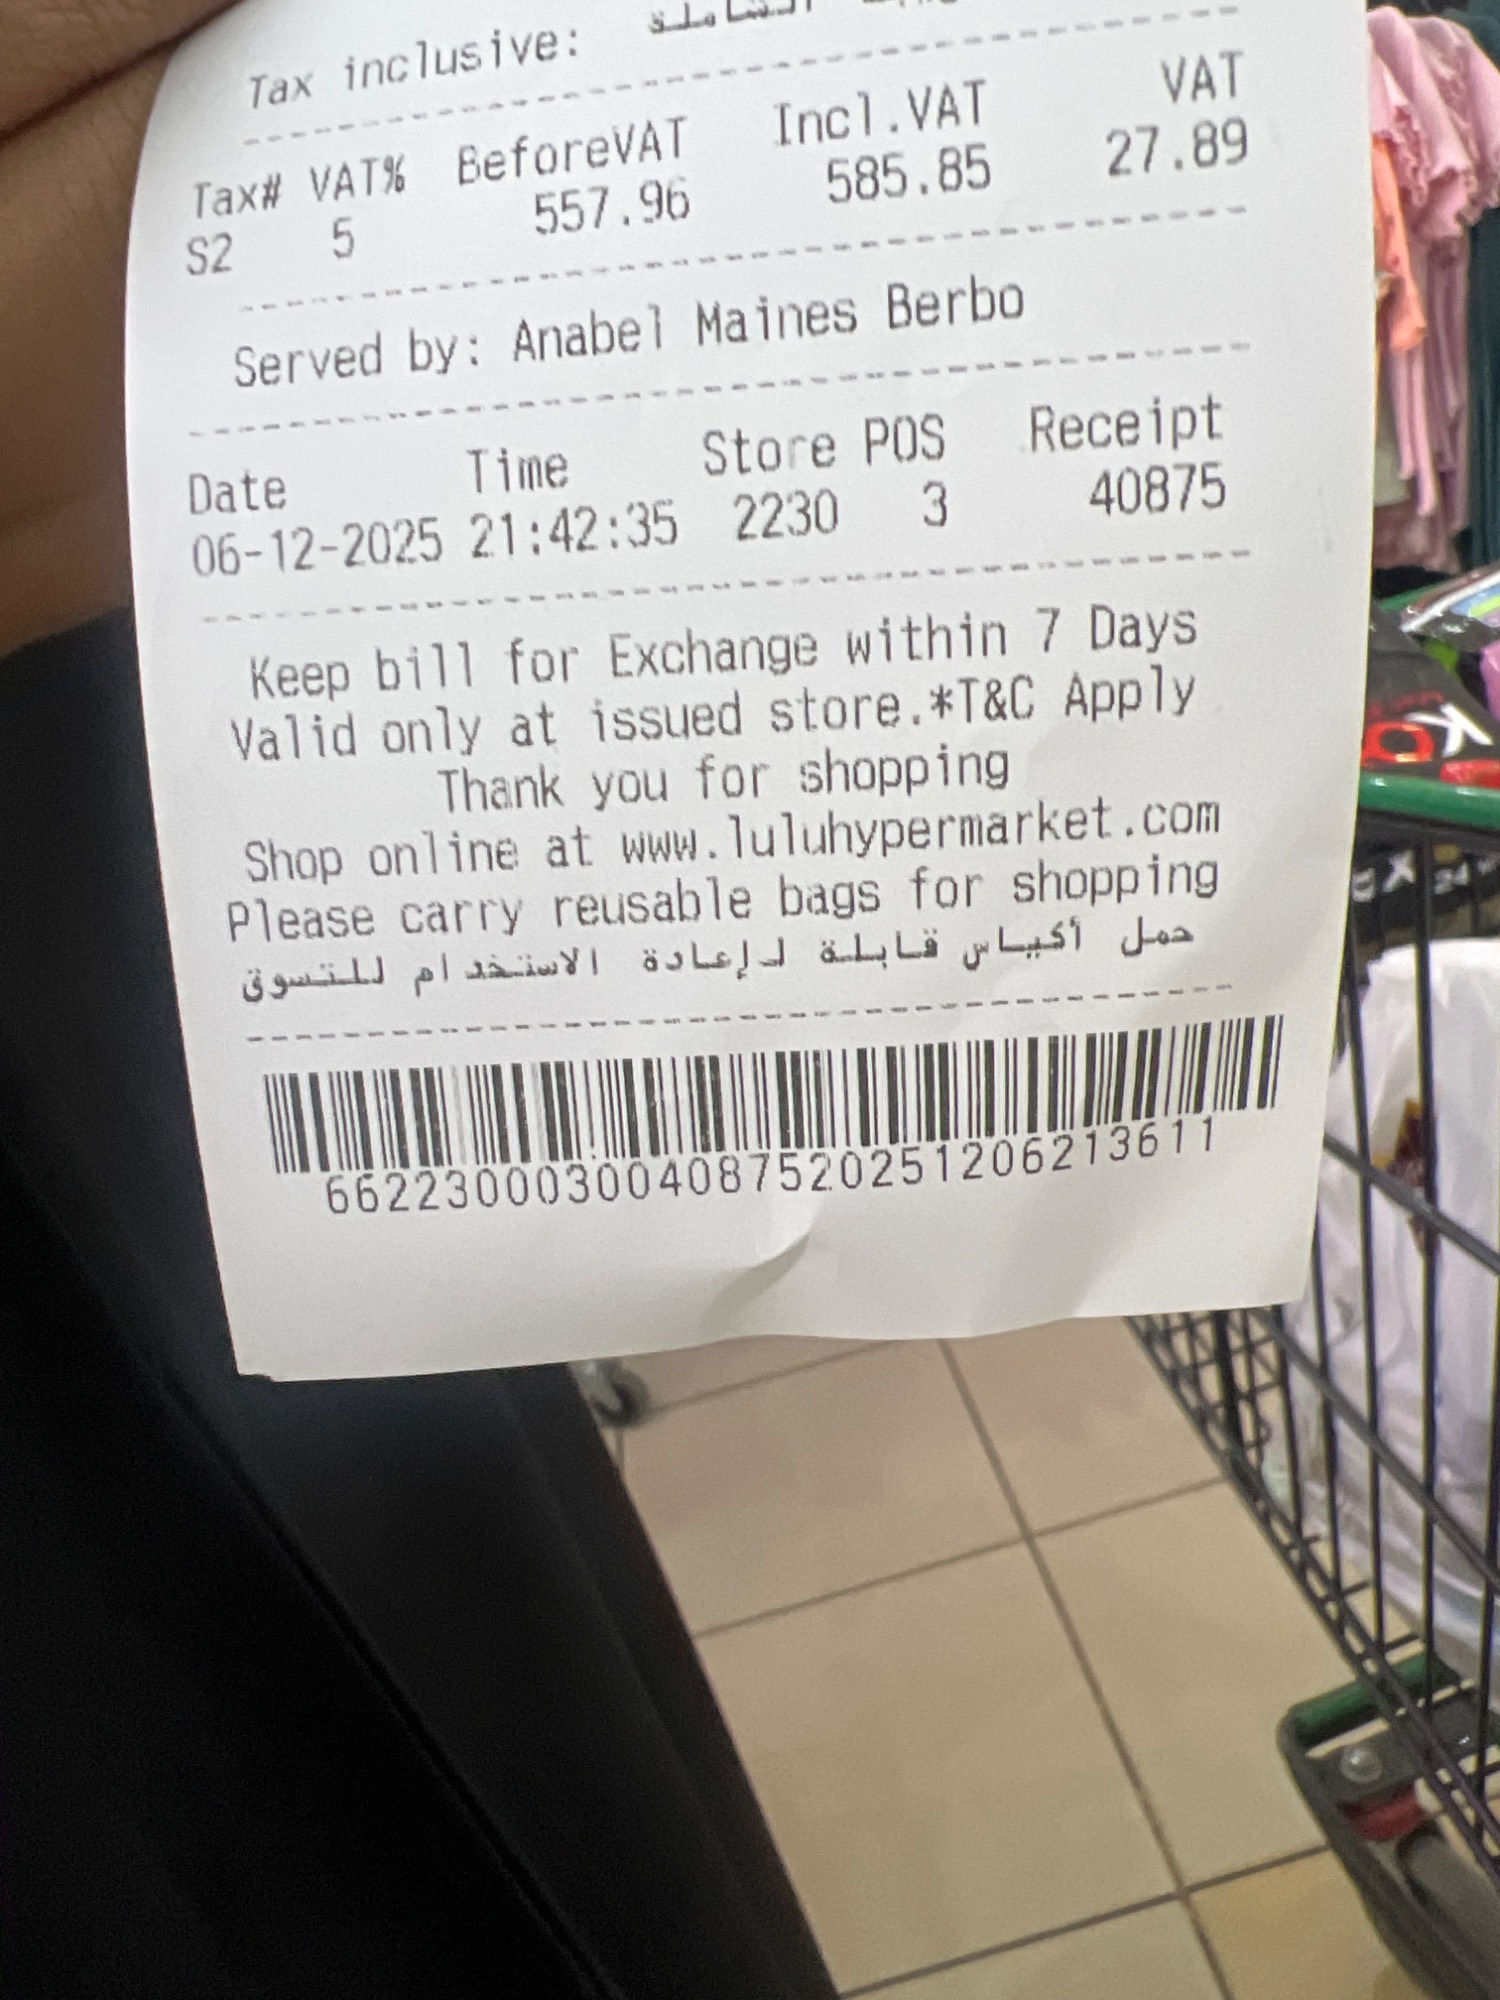 Tax inclusive: الشاملة
Tax# VAT% BeforeVAT Incl.VAT VAT
S2 5 557.96 585.85 27.89
Served by: Anabel Maines Berbo
Date Time Store POS Receipt
06-12-2025 21:42:35 2230 3 40875
Keep bill for Exchange within 7 Days
Valid only at issued store.*T&C Apply
Thank you for shopping
Shop online at www.luluhypermarket.com
Please carry reusable bags for shopping
حمل أكياس قابلة لإعادة الاستخدام للتسوق
662230003004087520251206213611